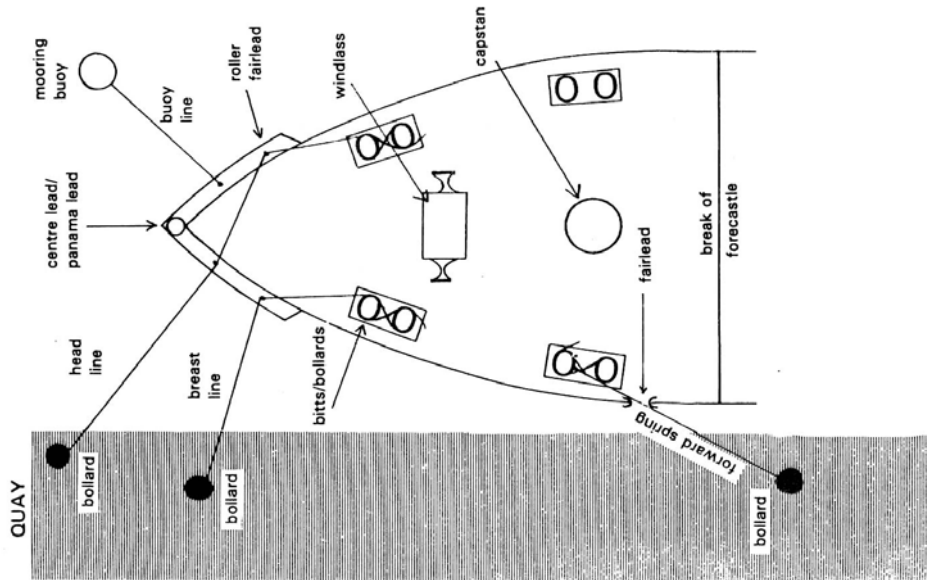 QUAY
bollard
bollard
bollard
head
line
breast
line
centre lead/
panama lead
mooring
buoy
buoy
line
roller
fairlead
windlass
capstan
bitts/bollards
fairlead
forward spring
break of
forecastle